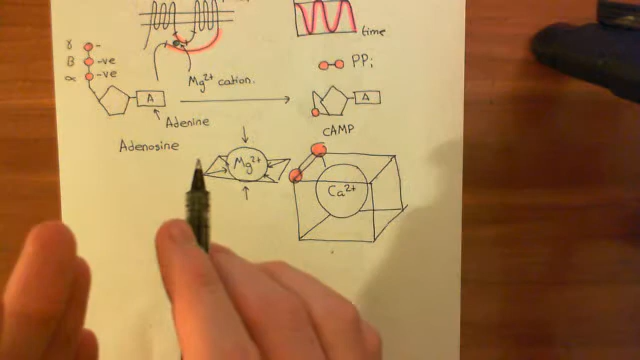 time
γ -
β -ve
α -ve
PPi
Mg²⁺ cation.
A
A
Adenine
Adenosine
cAMP
Mg²⁺
Ca²⁺